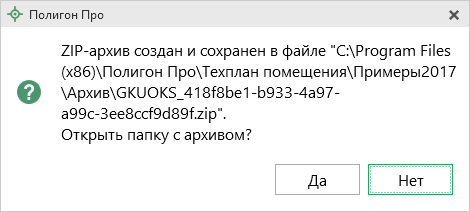 Полигон Про
ZIP-архив создан и сохранен в файле "C:\Program Files
(x86)\Полигон Про\Техплан помещения\Примеры2017
\Архив\GKUOKS_418f8be1-b933-4a97-
a99c-3ee8ccf9d89f.zip".
Открыть папку с архивом?
Да
Нет